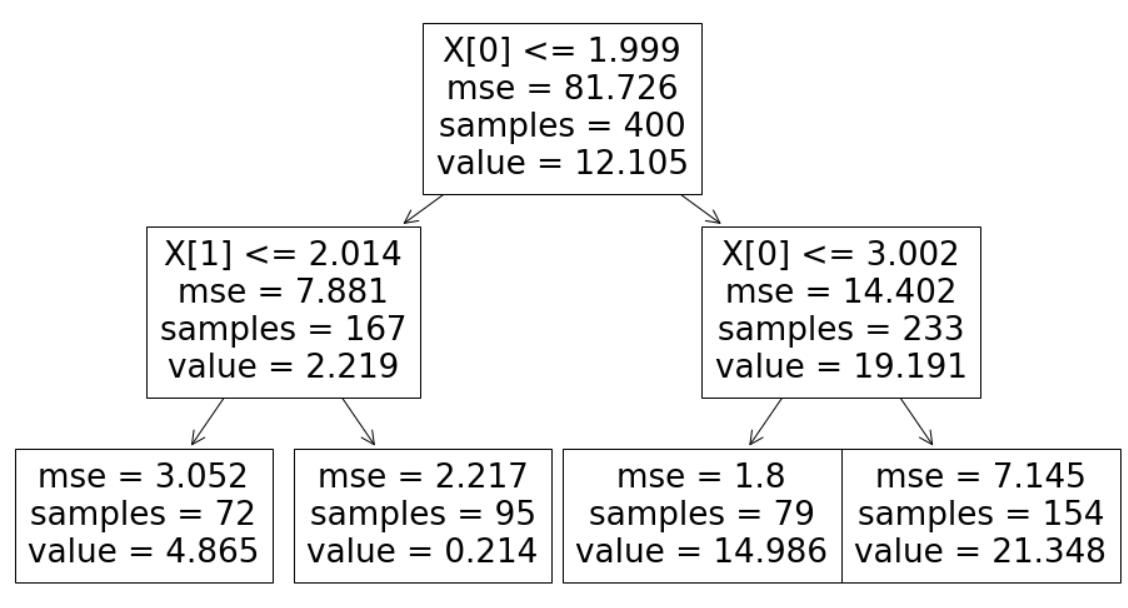 X[0] <= 1.999
mse = 81.726
samples = 400
value = 12.105
X[1] <= 2.014
mse = 7.881
samples = 167
value = 2.219
X[0] <= 3.002
mse = 14.402
samples = 233
value = 19.191
mse = 3.052
samples = 72
value = 4.865
mse = 2.217
samples = 95
value = 0.214
mse = 1.8
samples = 79
value = 14.986
mse = 7.145
samples = 154
value = 21.348